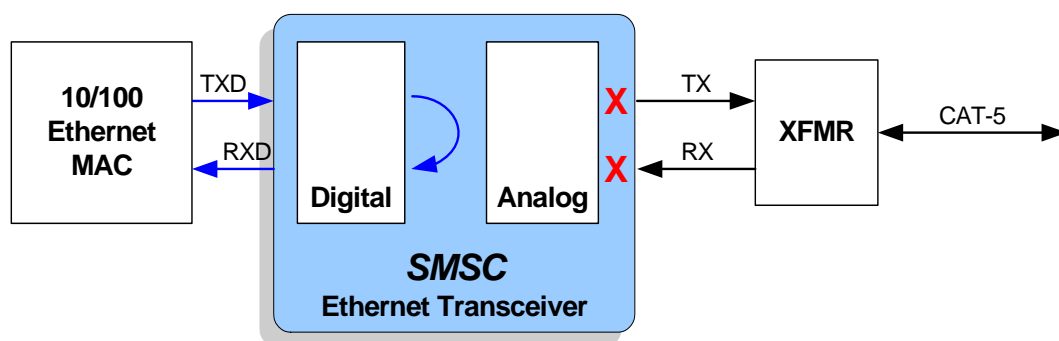 10/100
Ethernet
MAC
TXD
RXD
Digital
Analog
X
X
SMSC
Ethernet Transceiver
TX
RX
XFMR
CAT-5